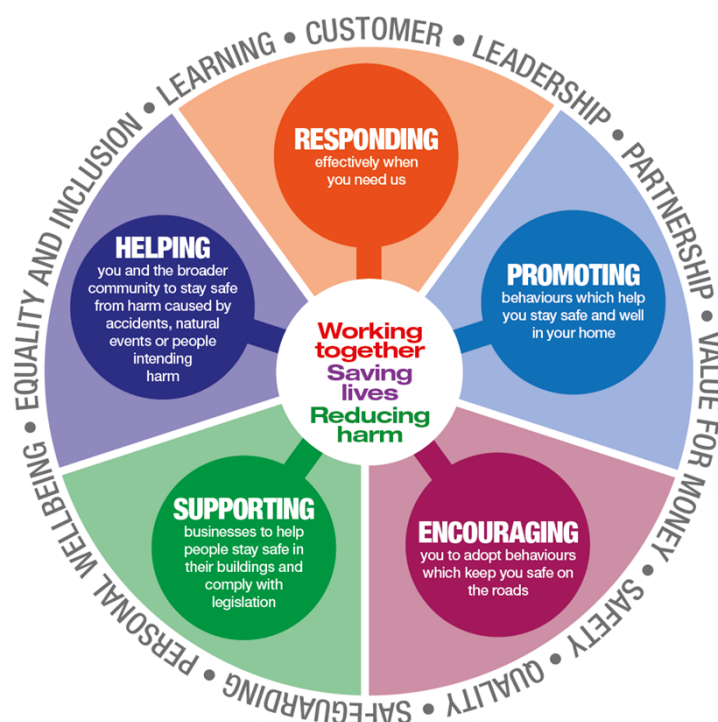 LEARNING • CUSTOMER • LEADERSHIP • PARTNERSHIP • VALUE FOR MONEY • SAFETY • QUALITY • SAFEGUARDING • PERSONAL WELLBEING • EQUALITY AND INCLUSION •
RESPONDING
effectively when
you need us
PROMOTING
behaviours which help
you stay safe and well
in your home
ENCOURAGING
you to adopt behaviours
which keep you safe on
the roads
SUPPORTING
businesses to help
people stay safe in
their buildings and
comply with
legislation
HELPING
you and the broader
community to stay safe
from harm caused by
accidents, natural
events or people
intending
harm
Working
together
Saving
lives
Reducing
harm